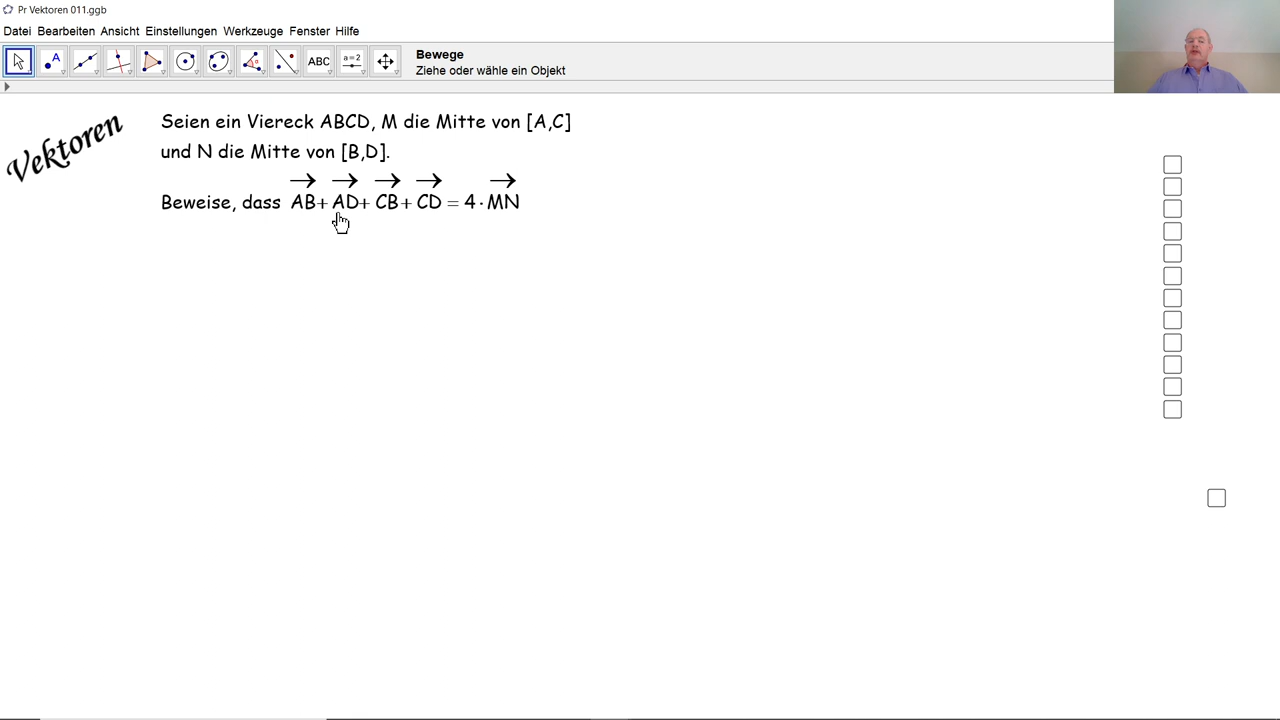 Pr Vektoren 011.ggb
Datei Bearbeiten Ansicht Einstellungen Werkzeuge Fenster Hilfe
A ABC a=2
Bewege
Ziehe oder wähle ein Objekt
Vektoren
Seien ein Viereck ABCD, M die Mitte von [A,C]
und N die Mitte von [B,D].
Beweise, dass AB+ AD+ CB+ CD = 4·MN